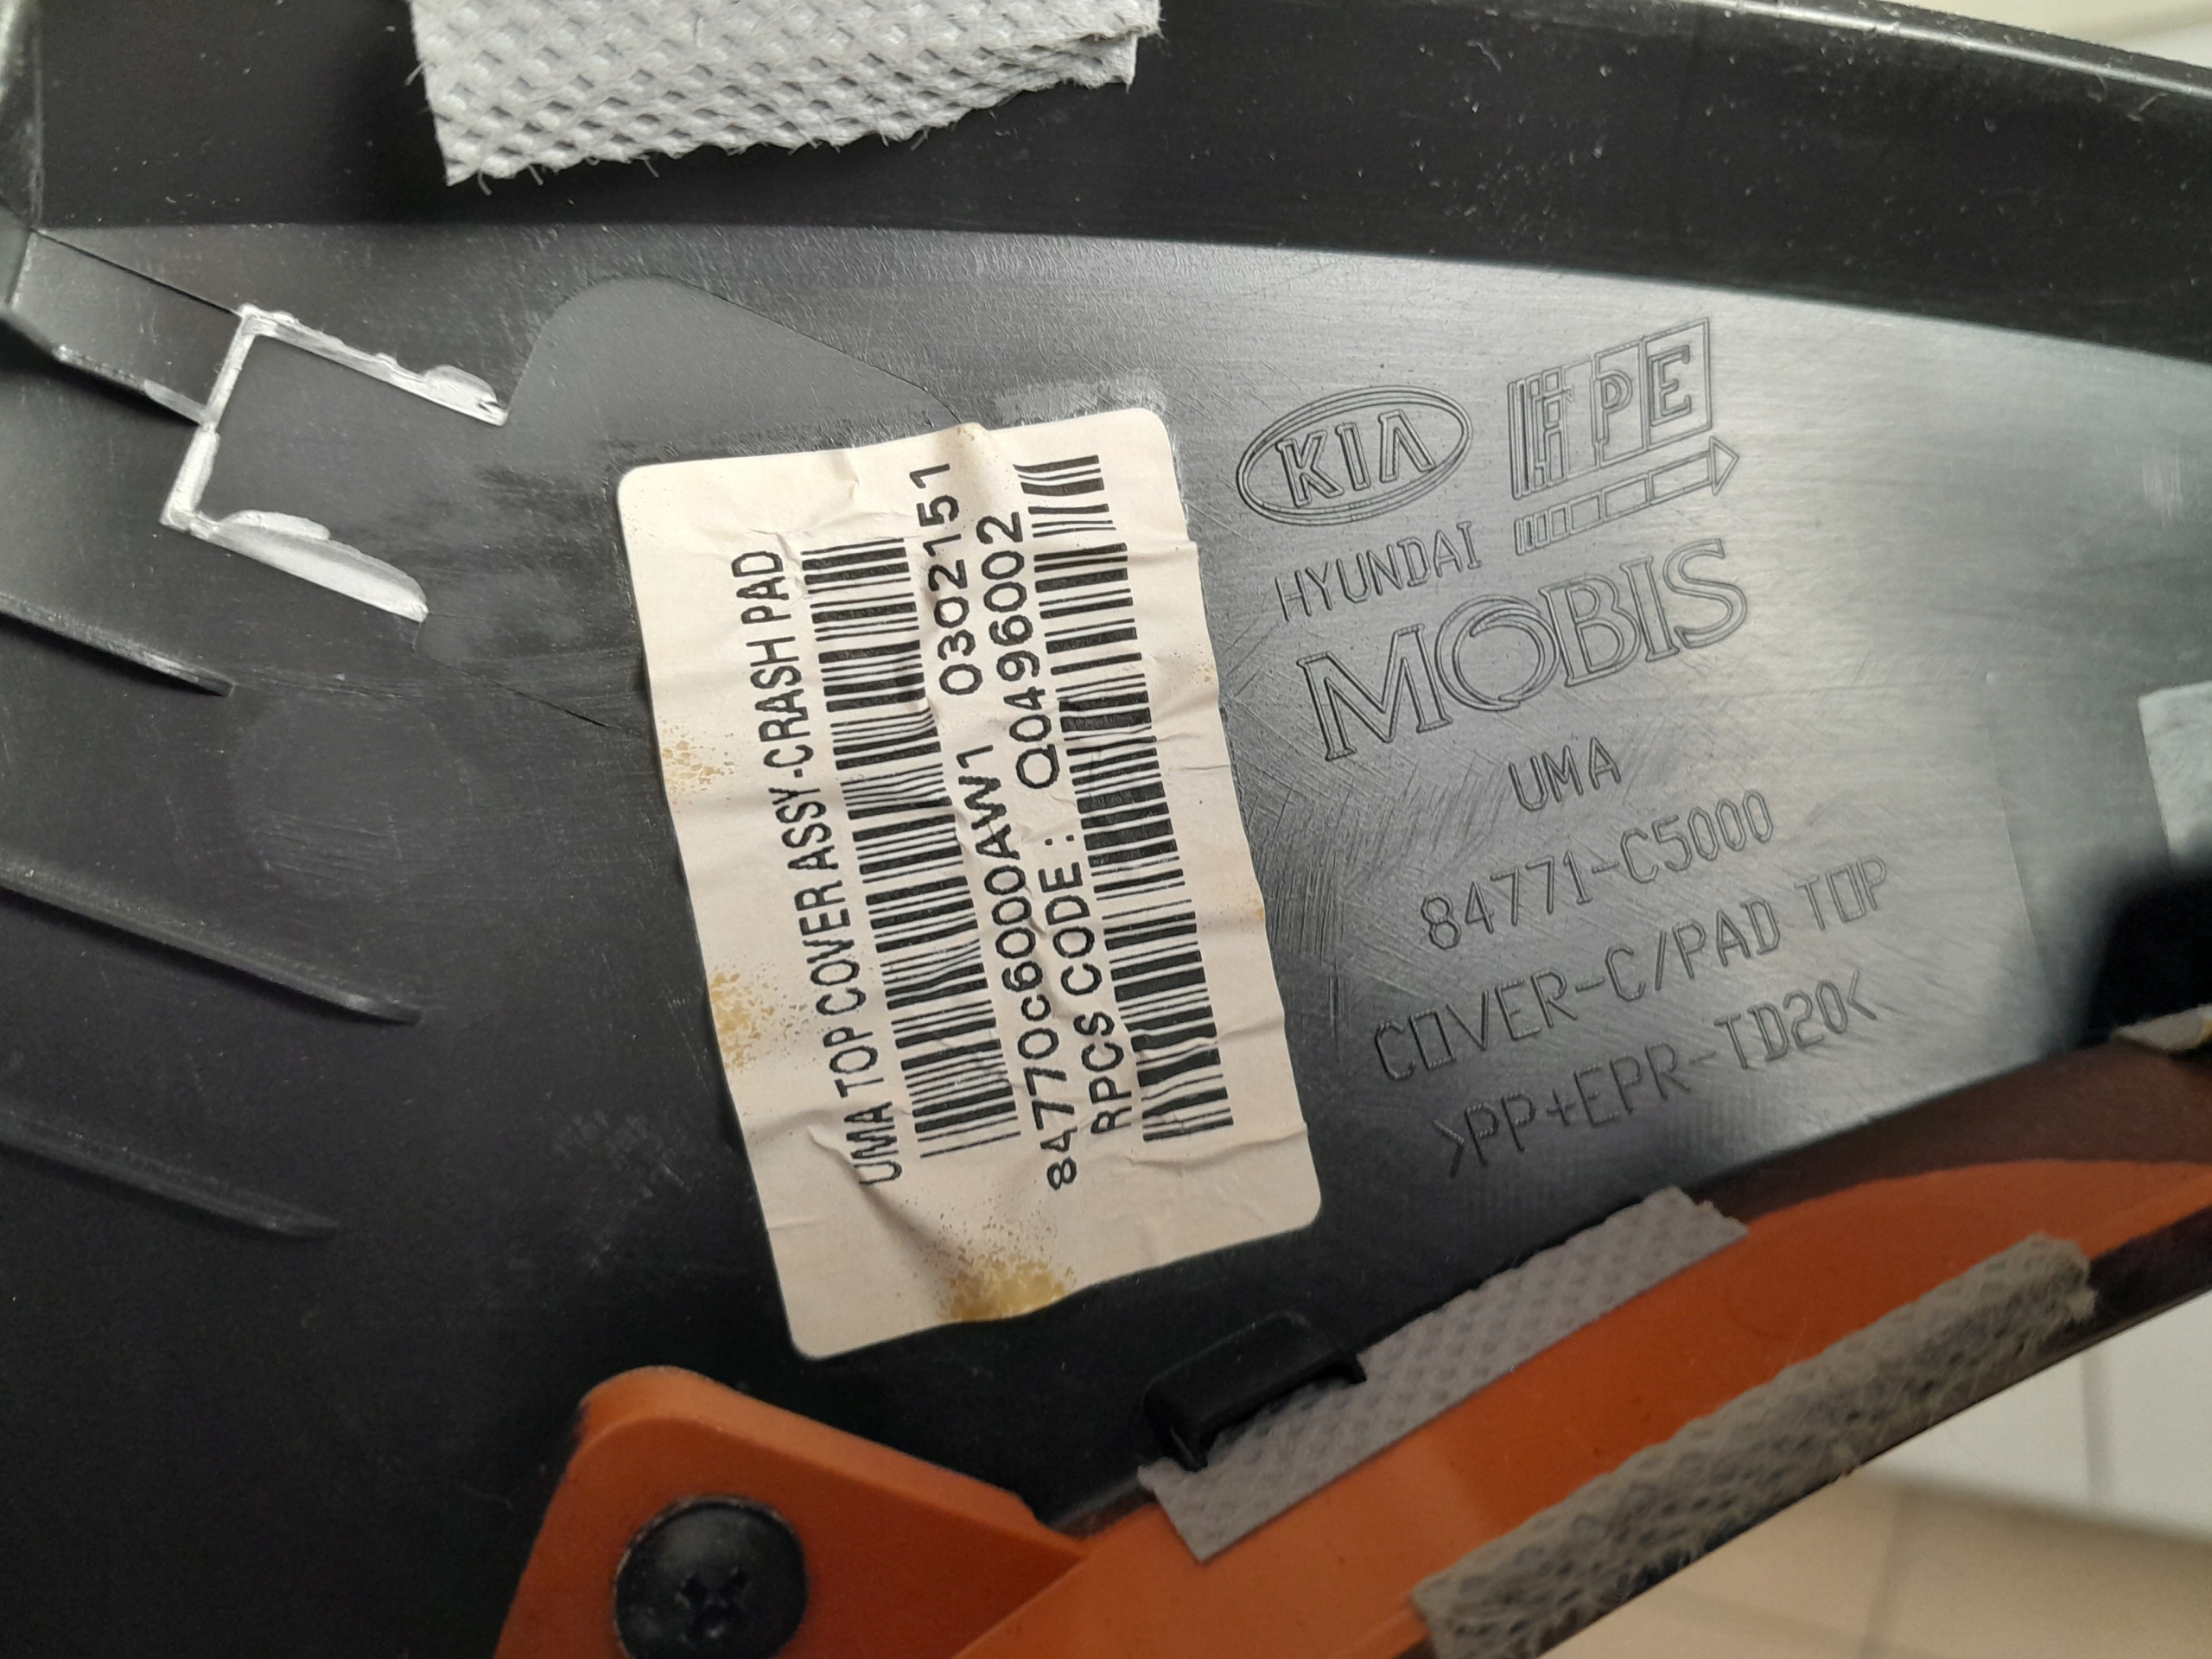 UMA TOP COVER ASSY-CRASH PAD
84770C6000AW1 0302151
RPCS CODE : Q0496002
KIA
HYUNDAI
MOBIS
UMA
84771-C5000
COVER-C/PAD TOP
>PP+EPR-TD20<